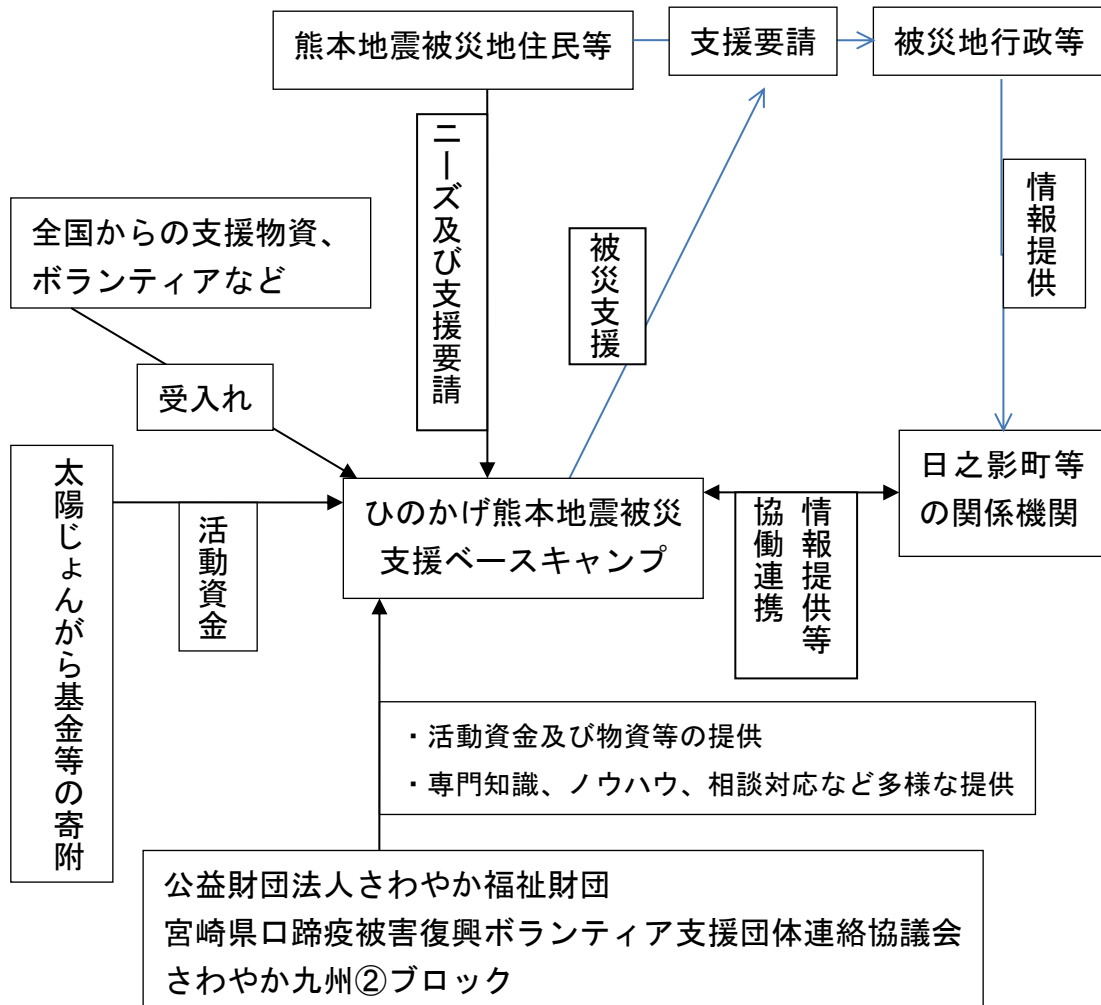 熊本地震被災地住民等
支援要請
被災地行政等
ニーズ及び支援要請
情報提供
全国からの支援物資、
ボランティアなど
被災支援
受入れ
太陽じょんがら基金等の寄附
活動資金
ひのかげ熊本地震被災
支援ベースキャンプ
情報提供等
協働連携
日之影町等
の関係機関
・活動資金及び物資等の提供
・専門知識、ノウハウ、相談対応など多様な提供
公益財団法人さわやか福祉財団
宮崎県口蹄疫被害復興ボランティア支援団体連絡協議会
さわやか九州②ブロック